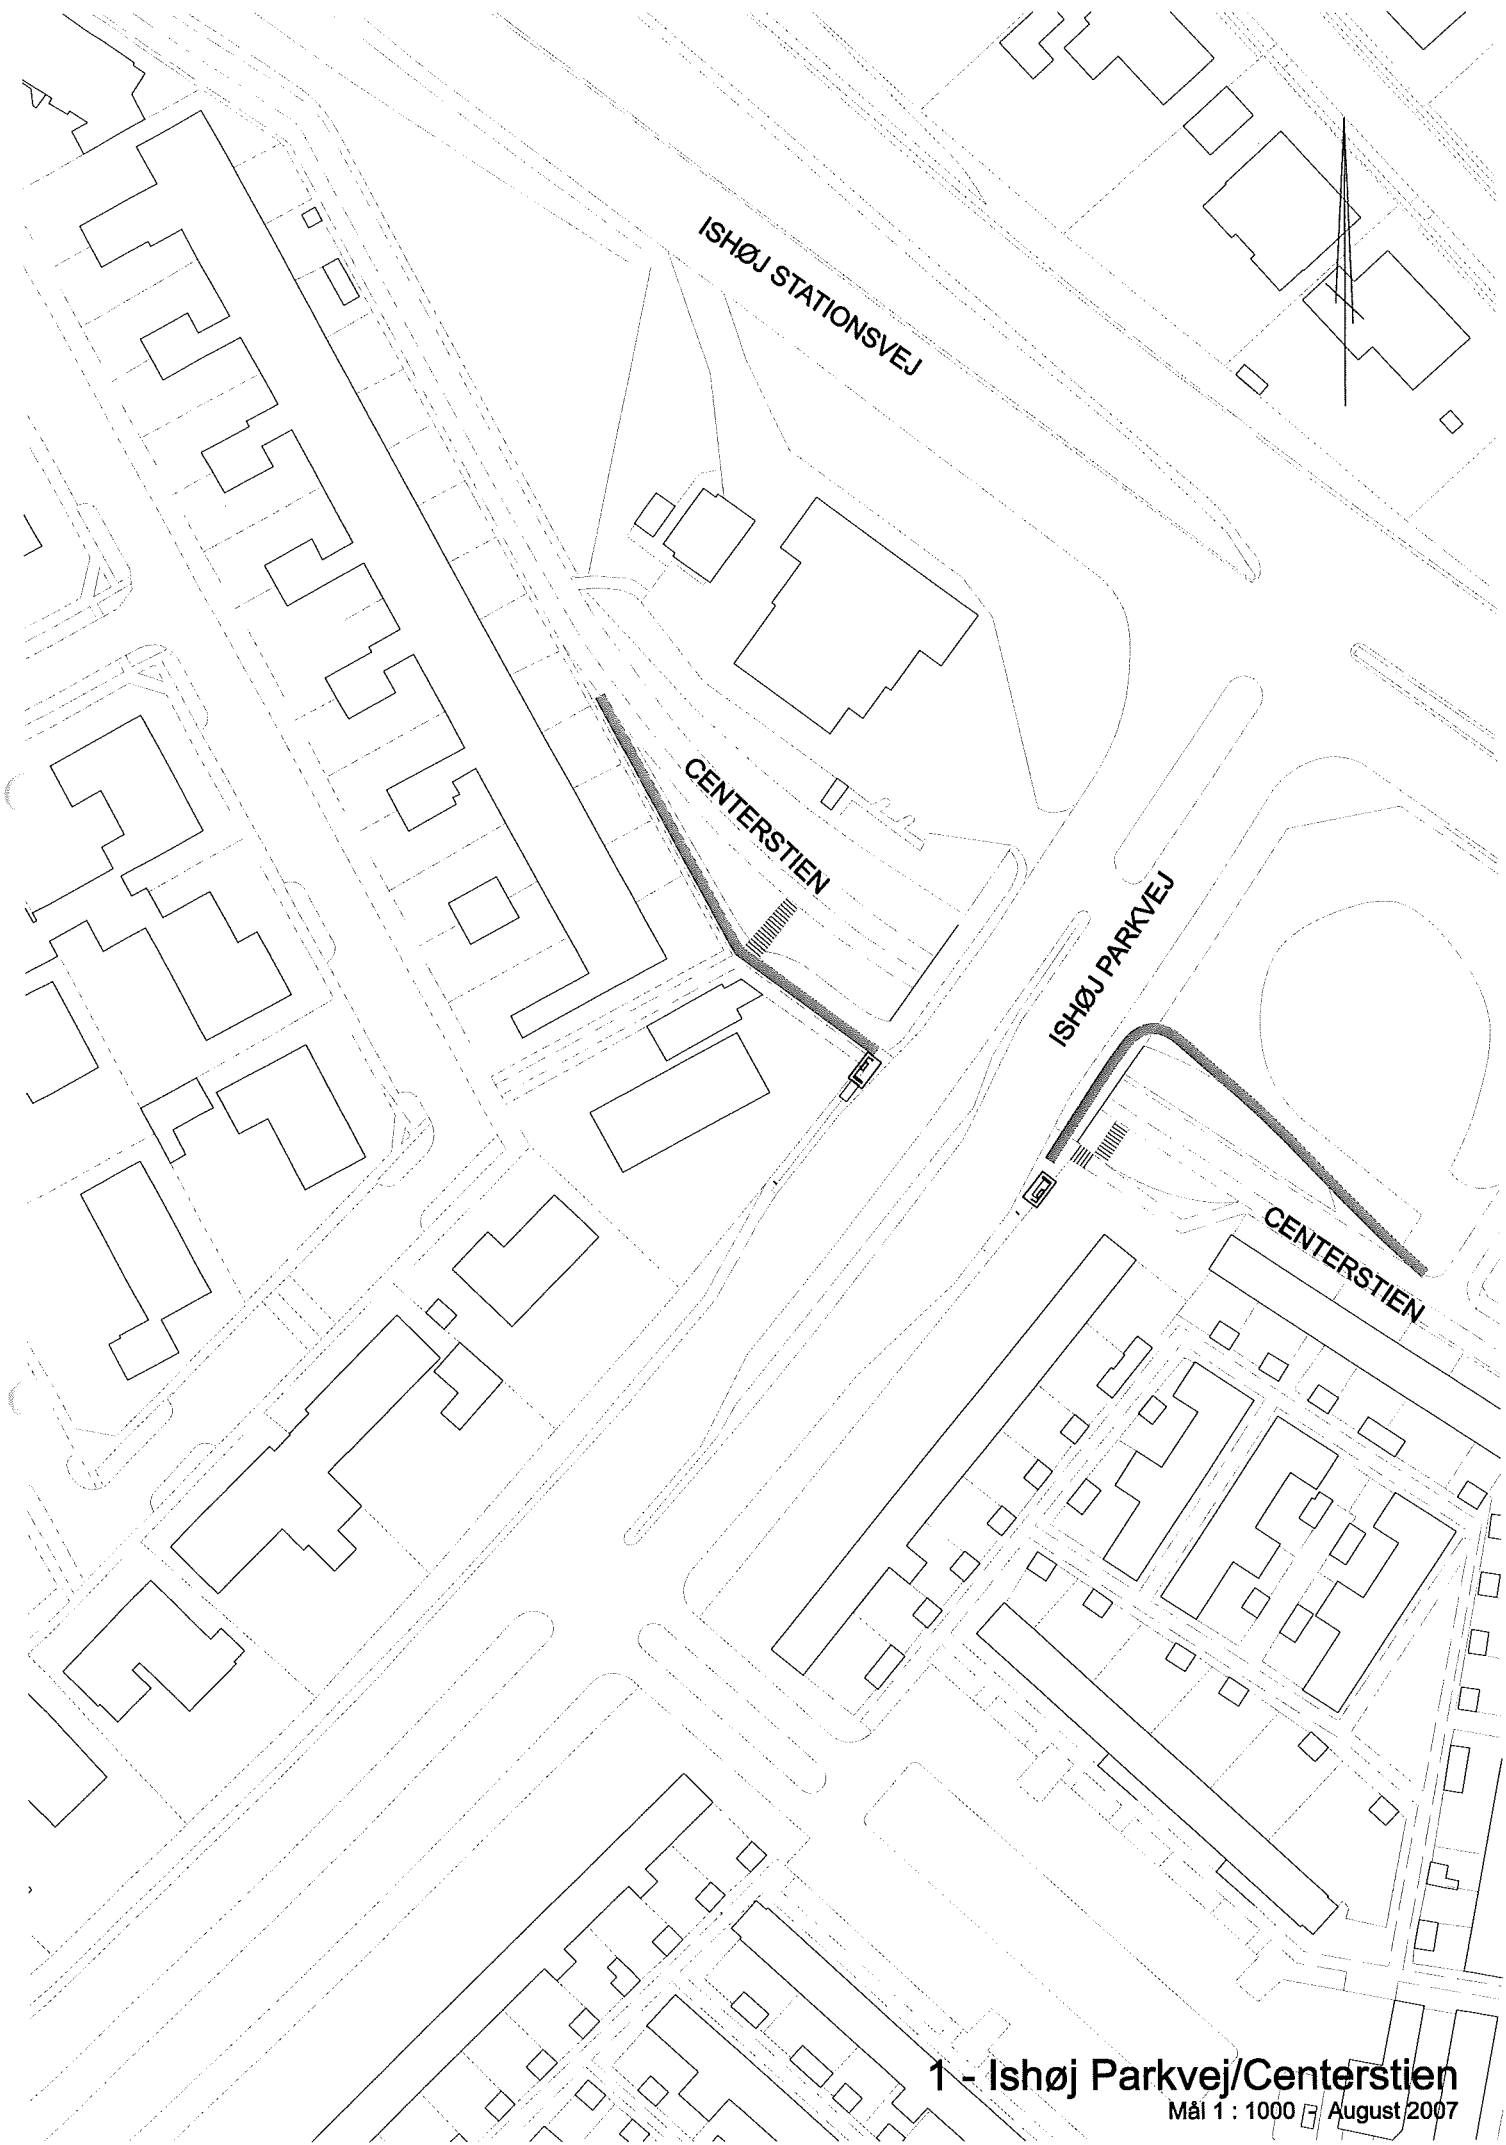 ISHØJ STATIONSVEJ
CENTERSTIEN
ISHØJ PARKVEJ
CENTERSTIEN
1 - Ishøj Parkvej/Centerstien
Mål 1 : 1000 - August 2007